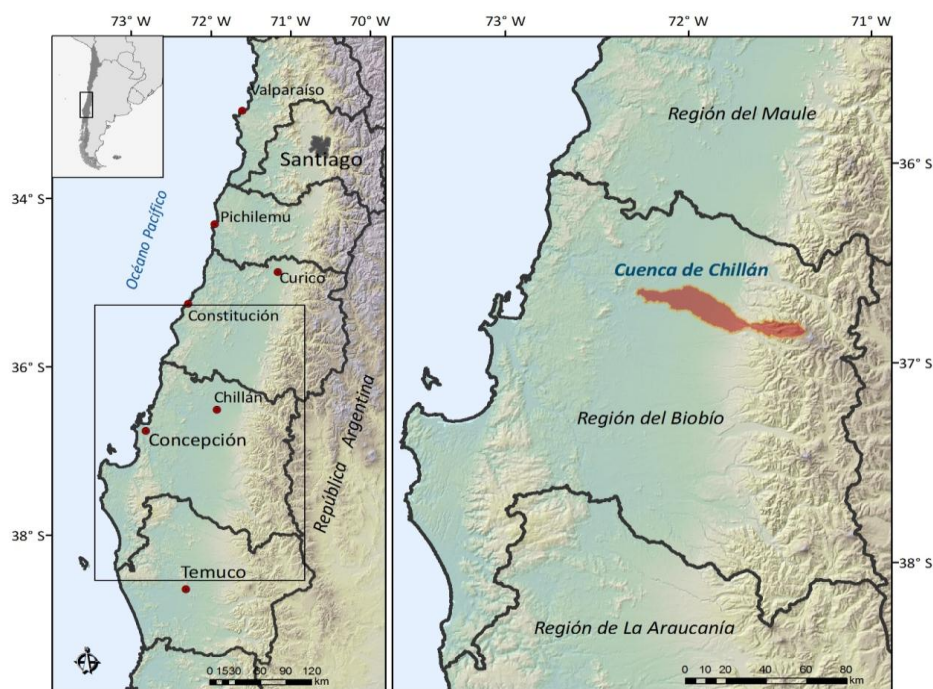 73° W 72° W 71° W 70° W
73° W 72° W 71° W
Valparaíso
Santiago
34° S
Océano Pacífico
Pichilemu
Curico
Constitución
36° S
Chillán
Concepción
República Argentina
38° S
Temuco
0 15 30 60 90 120
km
Región del Maule
36° S
Cuenca de Chillán
37° S
Región del Biobío
38° S
Región de La Araucanía
0 10 20 40 60 80
km